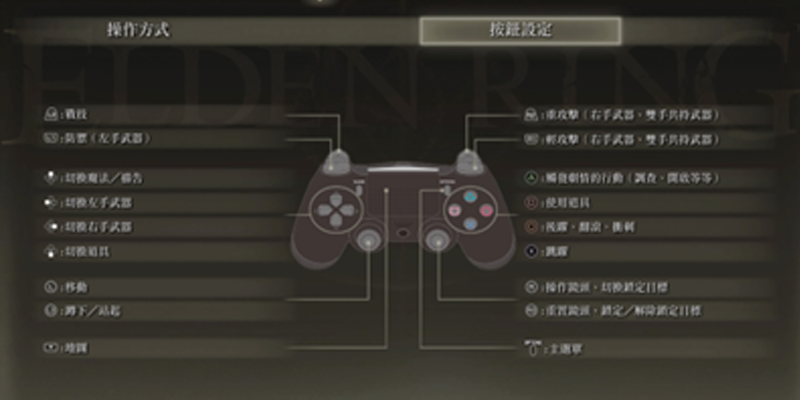 操作方式
按鈕設定
ELDEN RING
:戰技
:防禦（左手武器）
:切換魔法／禱告
:切換左手武器
:切換右手武器
:切換道具
:移動
:蹲下／站起
:地圖
:重攻擊（右手武器、雙手共持武器）
:輕攻擊（右手武器、雙手共持武器）
:觸發劇情的行動（調查、開啟等等）
:使用道具
:後躍、翻滾、衝刺
:跳躍
:操作鏡頭、切換鎖定目標
:重置鏡頭、鎖定／解除鎖定目標
:主選單